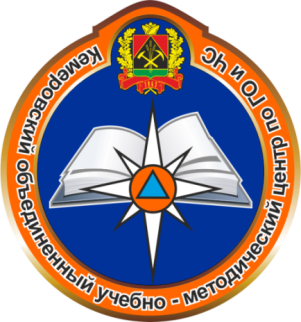 Кемеровский объединенный учебно - методический центр по ГО и ЧС